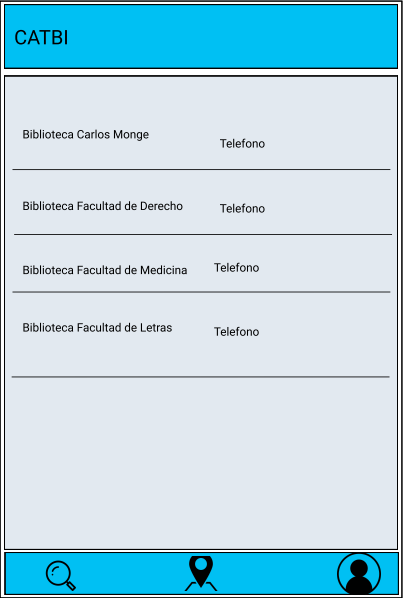 CATBI
Biblioteca Carlos Monge
Telefono
Biblioteca Facultad de Derecho
Telefono
Biblioteca Facultad de Medicina
Telefono
Biblioteca Facultad de Letras
Telefono